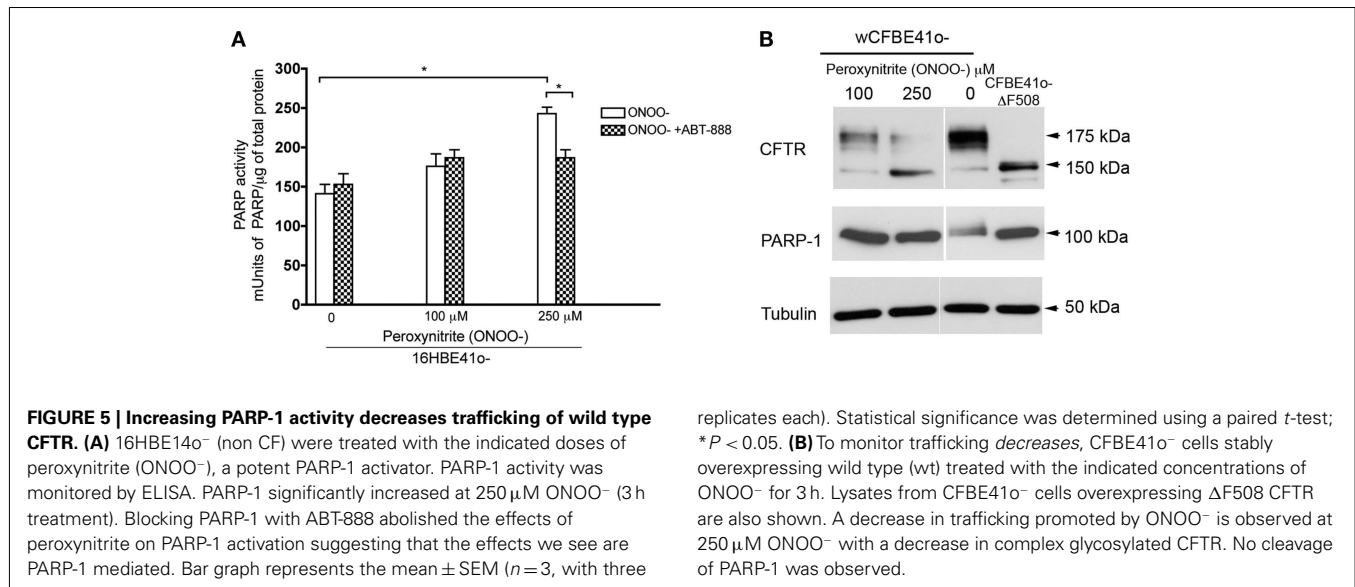 A
PARP activity
mUnits of PARP/µg of total protein
300
250
200
150
100
50
0
*
*
ONOO-
ONOO- +ABT-888
0
100 µM
250 µM
Peroxynitrite (ONOO-)
16HBE41o-
B
wCFBE41o-
Peroxynitrite (ONOO-) µM
100
250
0
CFBE41o-
ΔF508
CFTR
175 kDa
150 kDa
PARP-1
100 kDa
Tubulin
50 kDa
FIGURE 5 | Increasing PARP-1 activity decreases trafficking of wild type
CFTR. (A) 16HBE14o⁻ (non CF) were treated with the indicated doses of
peroxynitrite (ONOO⁻), a potent PARP-1 activator. PARP-1 activity was
monitored by ELISA. PARP-1 significantly increased at 250 µM ONOO⁻ (3 h
treatment). Blocking PARP-1 with ABT-888 abolished the effects of
peroxynitrite on PARP-1 activation suggesting that the effects we see are
PARP-1 mediated. Bar graph represents the mean ± SEM (n = 3, with three
replicates each). Statistical significance was determined using a paired t-test;
*P < 0.05. (B) To monitor trafficking decreases, CFBE41o⁻ cells stably
overexpressing wild type (wt) treated with the indicated concentrations of
ONOO⁻ for 3 h. Lysates from CFBE41o⁻ cells overexpressing ΔF508 CFTR
are also shown. A decrease in trafficking promoted by ONOO⁻ is observed at
250 µM ONOO⁻ with a decrease in complex glycosylated CFTR. No cleavage
of PARP-1 was observed.